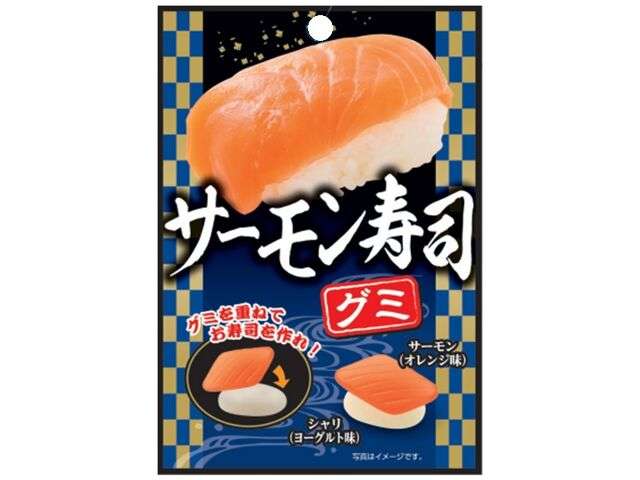 サーモン寿司
グミ
グミを重ねて
お寿司を作れ！
サーモン
(オレンジ味)
シャリ
(ヨーグルト味)
写真はイメージです。